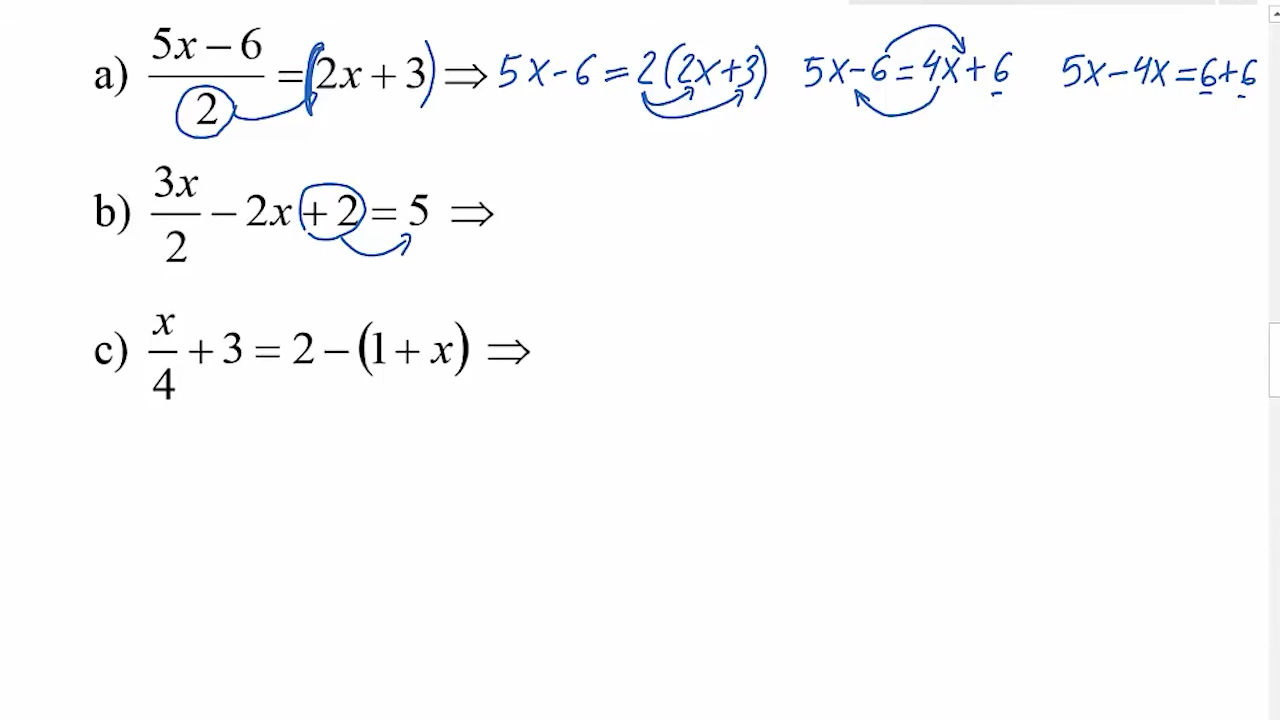 a) (5x − 6)/2 = (2x + 3) ⇒ 5x − 6 = 2(2x + 3) 5x − 6 = 4x + 6 5x − 4x = 6 + 6
b) 3x/2 − 2x + 2 = 5 ⇒
c) x/4 + 3 = 2 − (1 + x) ⇒